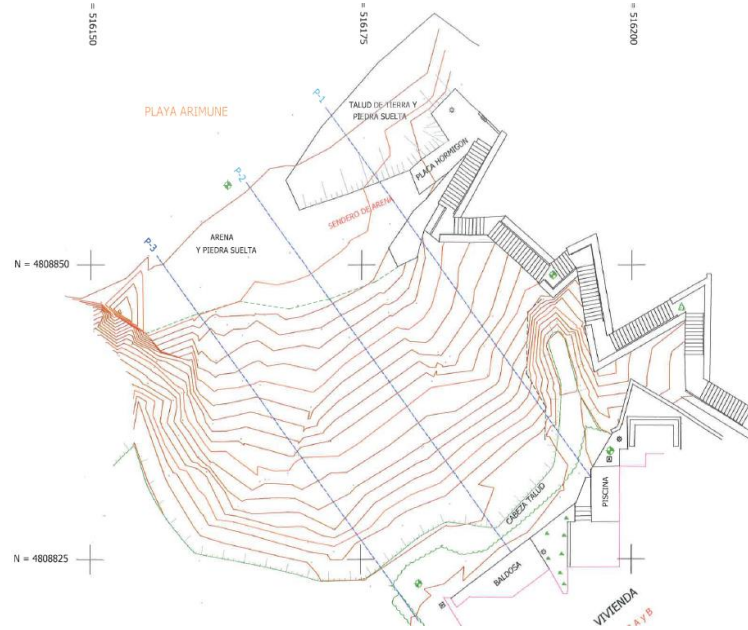 = 516150
= 516175
= 516200
PLAYA ARIMUNE
P-1
TALUD DE TIERRA Y
PIEDRA SUELTA
PLACA HORMIGON
P-2
SENDERO DE ARENA
ARENA
Y PIEDRA SUELTA
P-3
N = 4808850
CABEZA TALUD
PISCINA
N = 4808825
BALDOSA
VIVIENDA
A y B